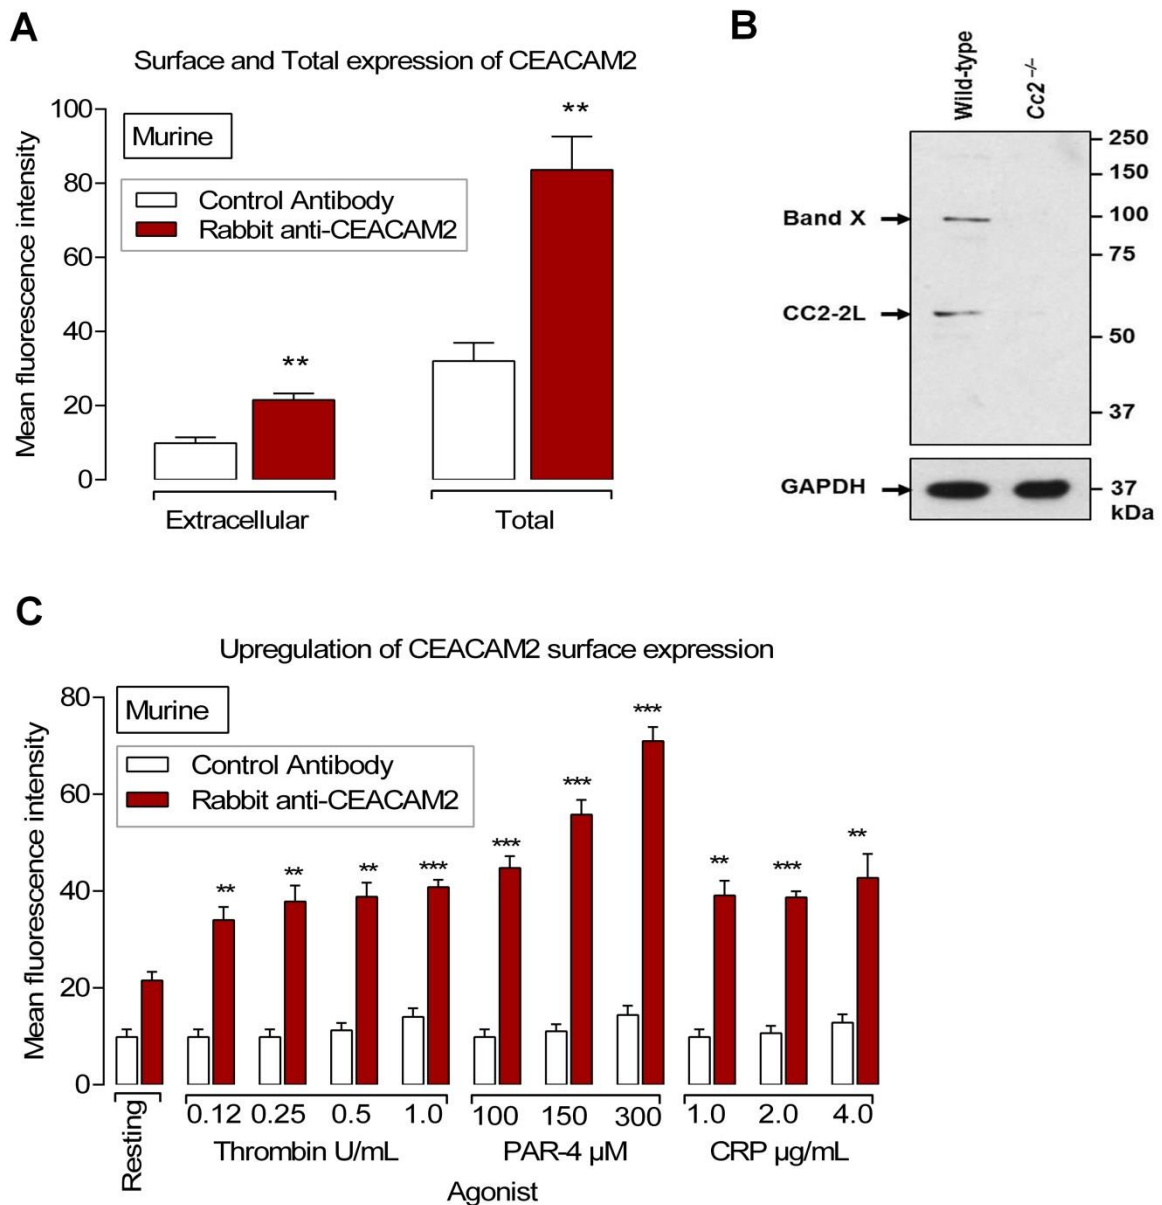 A
Surface and Total expression of CEACAM2
Mean fluorescence intensity
100
80
60
40
20
0
Murine
Control Antibody
Rabbit anti-CEACAM2
**
**
Extracellular
Total
B
Wild-type
Cc2 -/-
Band X
CC2-2L
GAPDH
250
150
100
75
50
37
37
kDa
C
Upregulation of CEACAM2 surface expression
Mean fluorescence intensity
80
60
40
20
0
Murine
Control Antibody
Rabbit anti-CEACAM2
** ** ** *** *** *** *** ** *** **
Resting
0.12 0.25 0.5 1.0 100 150 300 1.0 2.0 4.0
Thrombin U/mL PAR-4 µM CRP µg/mL
Agonist